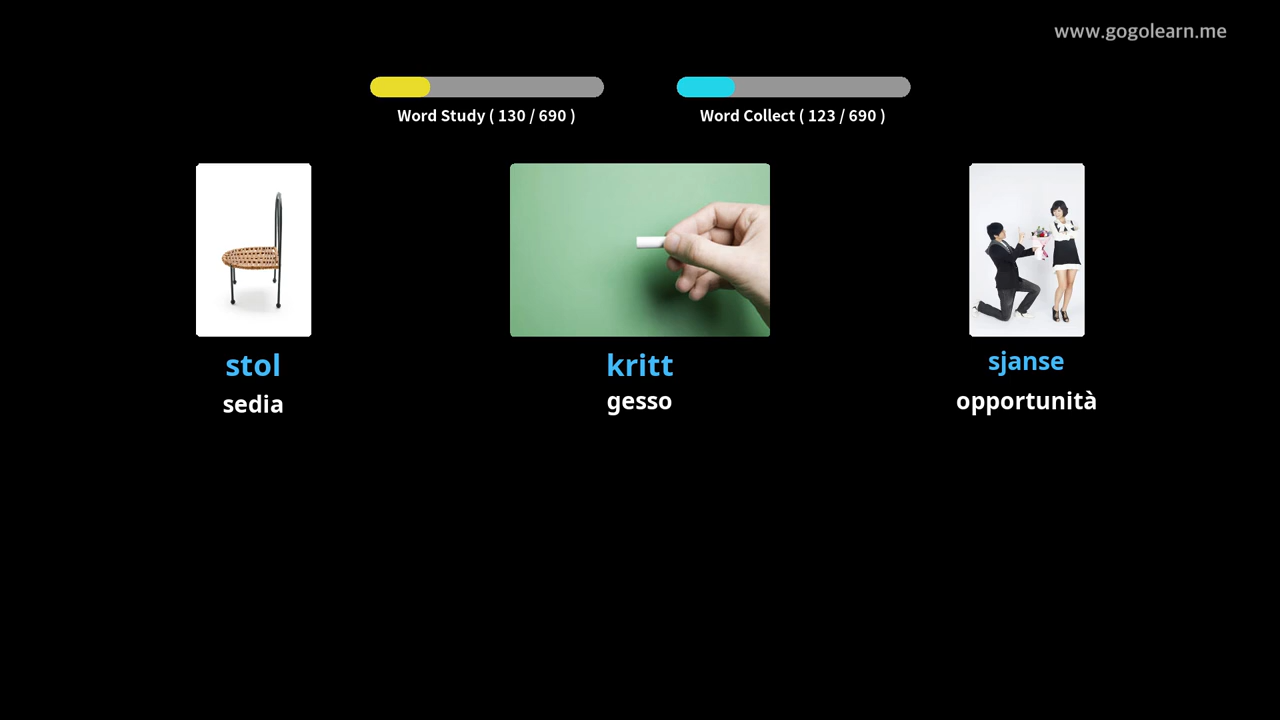 www.gogolearn.me
Word Study ( 130 / 690 )
Word Collect ( 123 / 690 )
stol
sedia
kritt
gesso
sjanse
opportunità